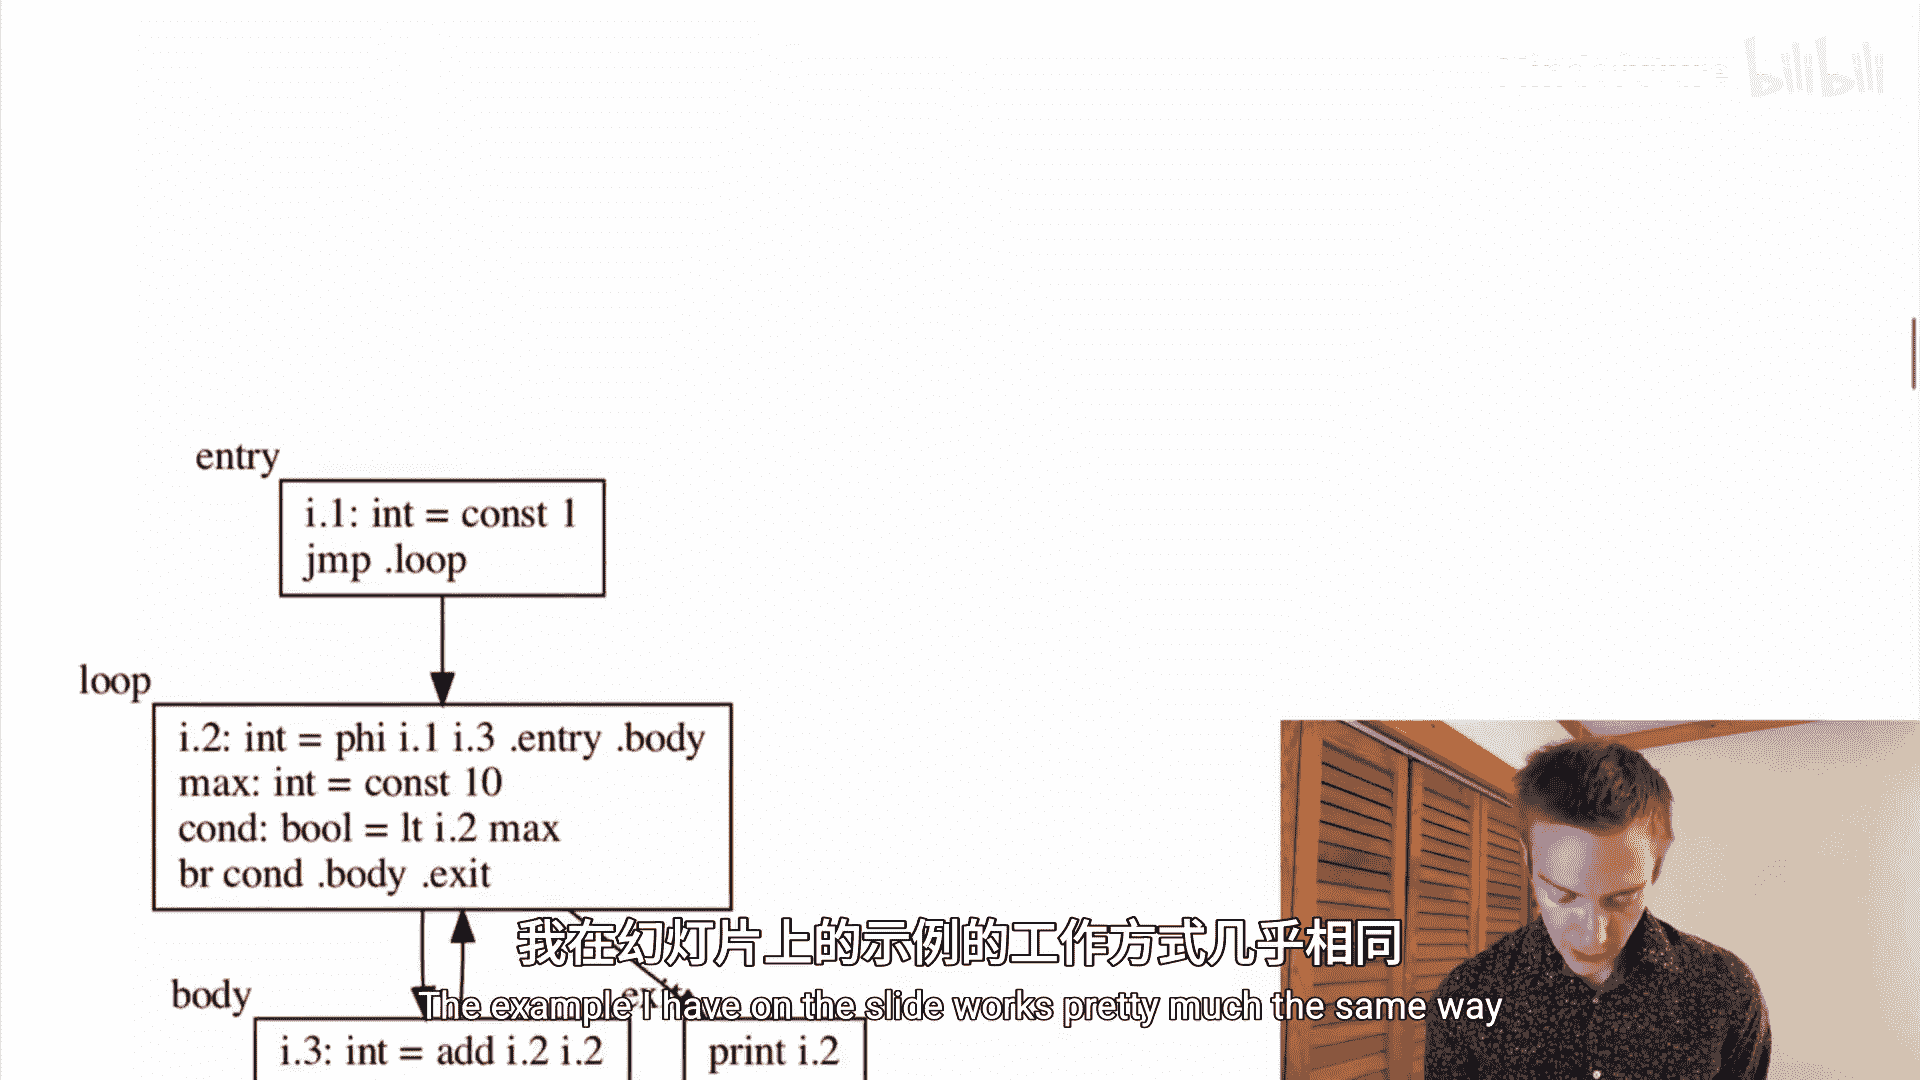 bilibili
entry
i.1: int = const 1
jmp .loop
loop
i.2: int = phi i.1 i.3 .entry .body
max: int = const 10
cond: bool = lt i.2 max
br cond .body .exit
我在幻灯片上的示例的工作方式几乎相同
body
The example I have on the slide works pretty much the same way
i.3: int = add i.2 i.2
print i.2